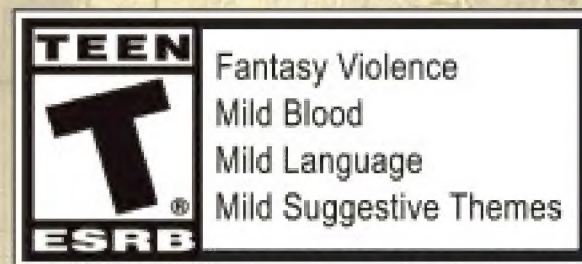 TEEN
T®
ESRB
Fantasy Violence
Mild Blood
Mild Language
Mild Suggestive Themes